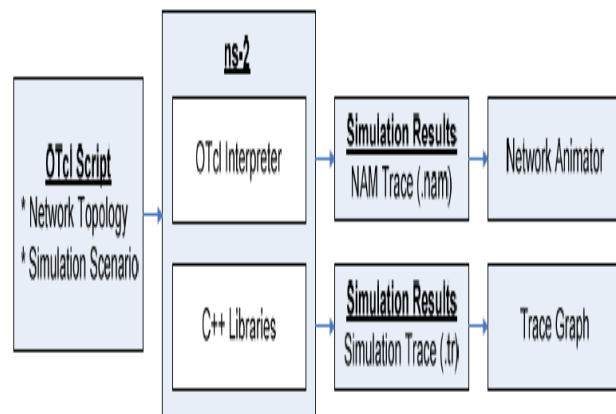 OTcl Script
* Network Topology
* Simulation Scenario
ns-2
OTcl Interpreter
C++ Libraries
Simulation Results
NAM Trace (.nam)
Network Animator
Simulation Results
Simulation Trace (.tr)
Trace Graph